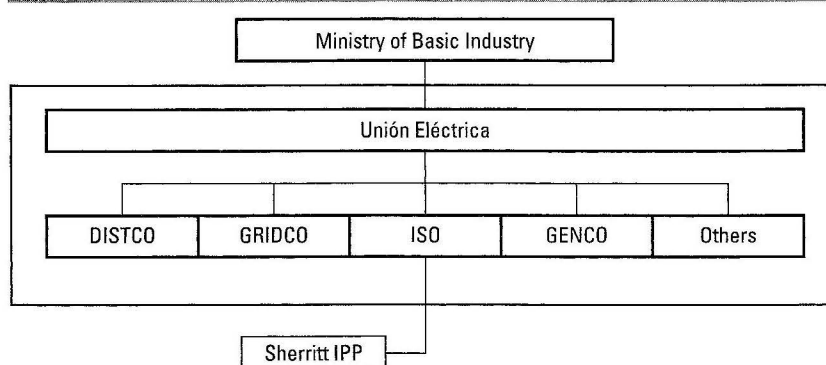 Ministry of Basic Industry
Unión Eléctrica
DISTCO GRIDCO ISO GENCO Others
Sherritt IPP